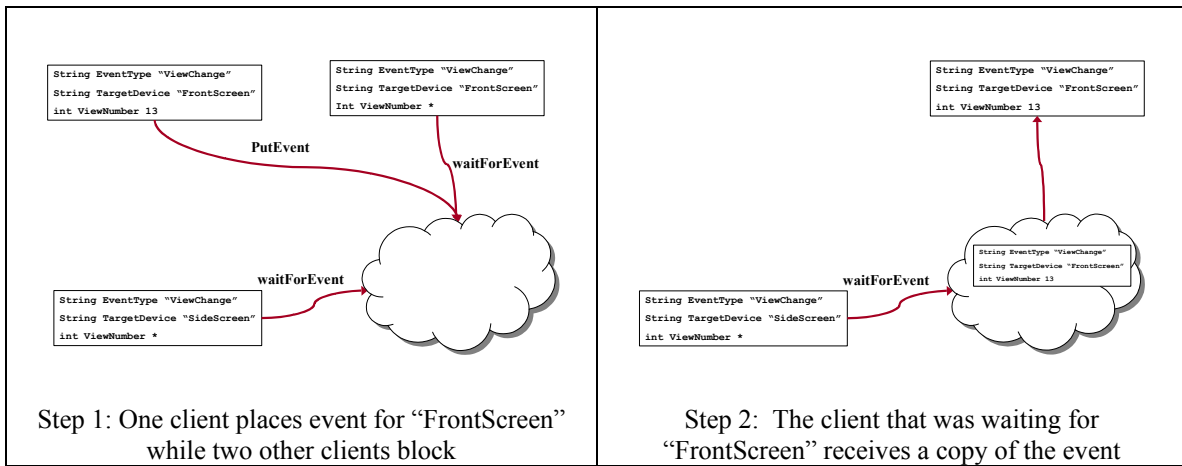 String EventType “ViewChange”
String TargetDevice “FrontScreen”
int ViewNumber 13
String EventType “ViewChange”
String TargetDevice “FrontScreen”
Int ViewNumber *
PutEvent
waitForEvent
waitForEvent
String EventType “ViewChange”
String TargetDevice “SideScreen”
int ViewNumber *
Step 1: One client places event for “FrontScreen”
while two other clients block
String EventType “ViewChange”
String TargetDevice “FrontScreen”
int ViewNumber 13
String EventType “ViewChange”
String TargetDevice “FrontScreen”
int ViewNumber 13
waitForEvent
String EventType “ViewChange”
String TargetDevice “SideScreen”
int ViewNumber *
Step 2: The client that was waiting for
“FrontScreen” receives a copy of the event